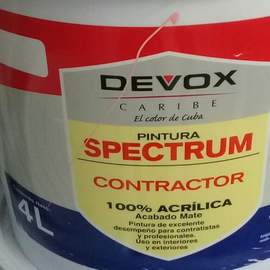 DEVOX
CARIBE
El color de Cuba
PINTURA
SPECTRUM
CONTRACTOR
100% ACRÍLICA
Acabado Mate
Pintura de excelente
desempeño para contratistas
y profesionales.
Uso en interiores
y exteriores
4L